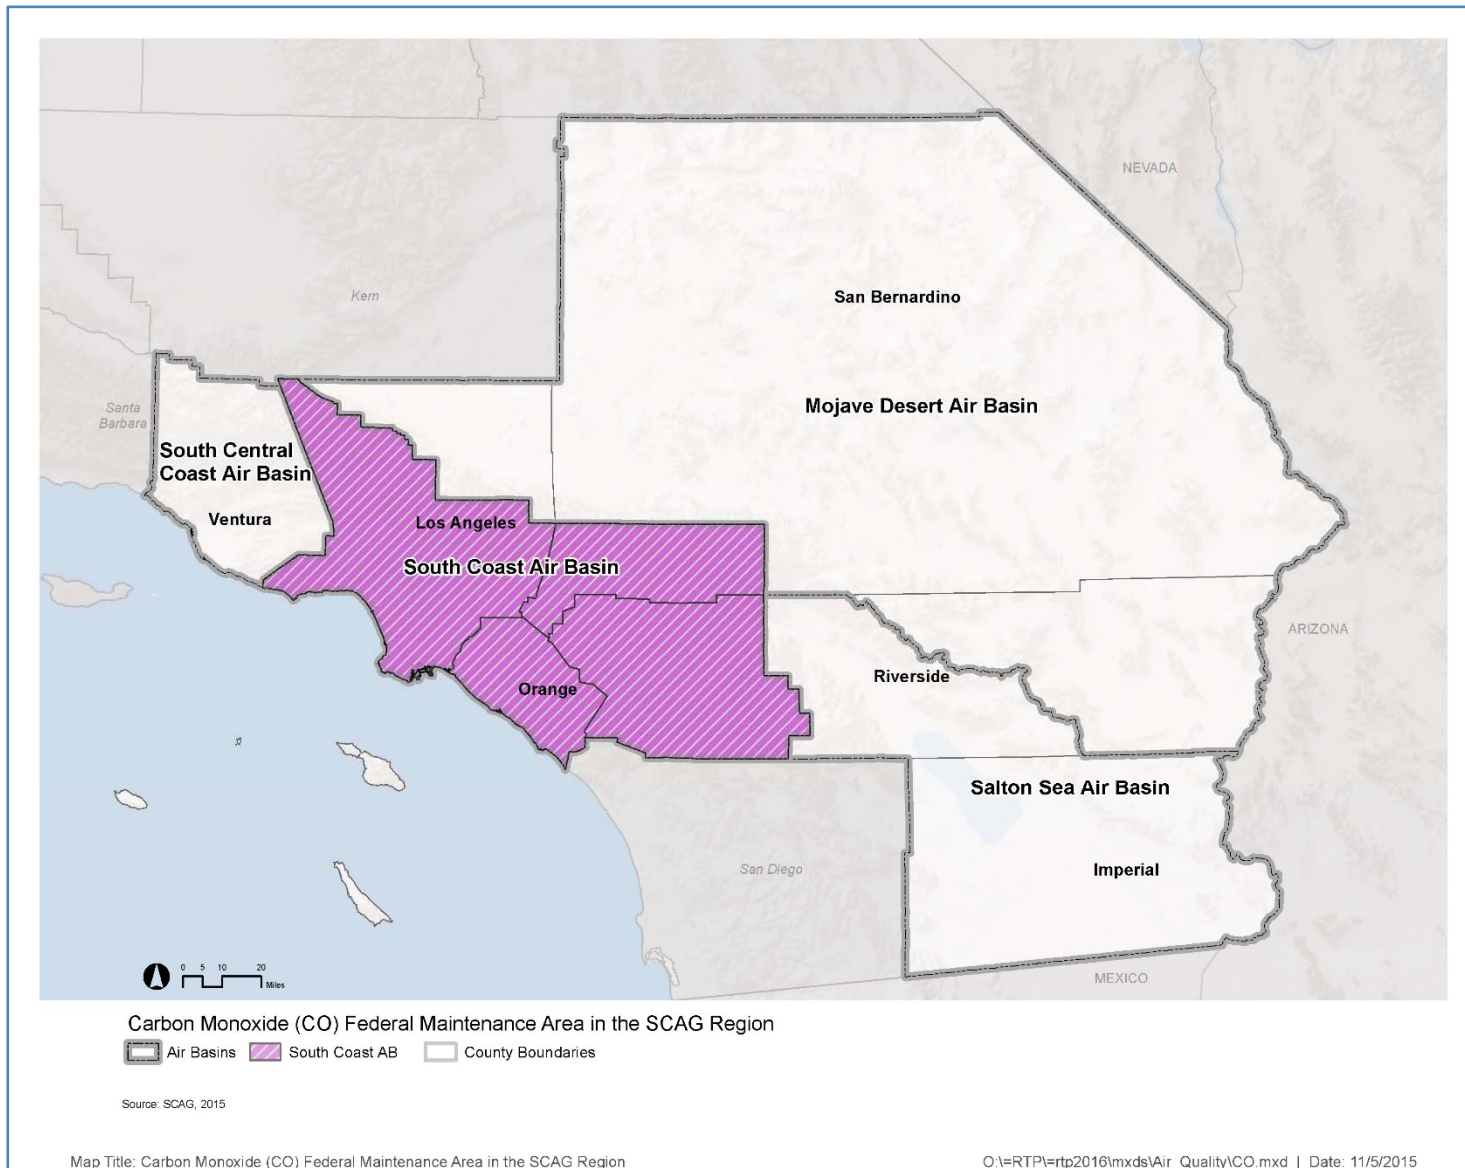 NEVADA
San Bernardino
Kern
Mojave Desert Air Basin
Santa
Barbara
South Central
Coast Air Basin
Ventura
Los Angeles
South Coast Air Basin
ARIZONA
Riverside
Orange
Salton Sea Air Basin
San Diego
Imperial
MEXICO
0 5 10 20
Miles
Carbon Monoxide (CO) Federal Maintenance Area in the SCAG Region
Air Basins South Coast AB County Boundaries
Source: SCAG, 2015
Map Title: Carbon Monoxide (CO) Federal Maintenance Area in the SCAG Region
O:\=RTP\=rtp2016\mxds\Air_Quality\CO.mxd | Date: 11/5/2015